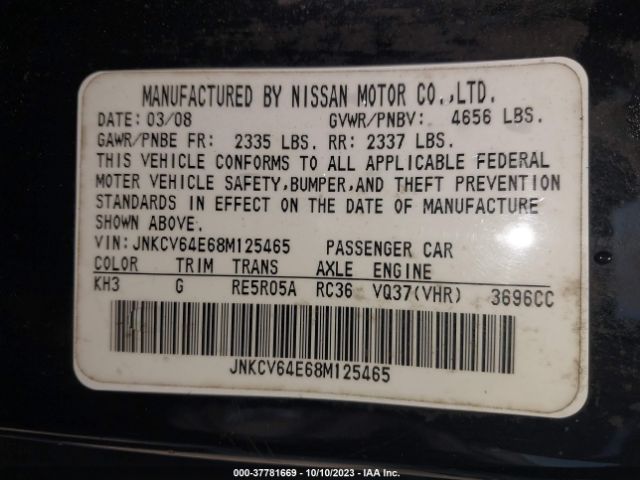 MANUFACTURED BY NISSAN MOTOR CO.,LTD.
DATE: 03/08 GVWR/PNBV: 4656 LBS.
GAWR/PNBE FR: 2335 LBS. RR: 2337 LBS.
THIS VEHICLE CONFORMS TO ALL APPLICABLE FEDERAL
MOTER VEHICLE SAFETY,BUMPER,AND THEFT PREVENTION
STANDARDS IN EFFECT ON THE DATE OF MANUFACTURE
SHOWN ABOVE.
VIN: JNKCV64E68M125465 PASSENGER CAR
COLOR TRIM TRANS AXLE ENGINE
KH3 G RE5R05A RC36 VQ37(VHR) 3696CC
JNKCV64E68M125465
000-37781669 - 10/10/2023 - IAA Inc.